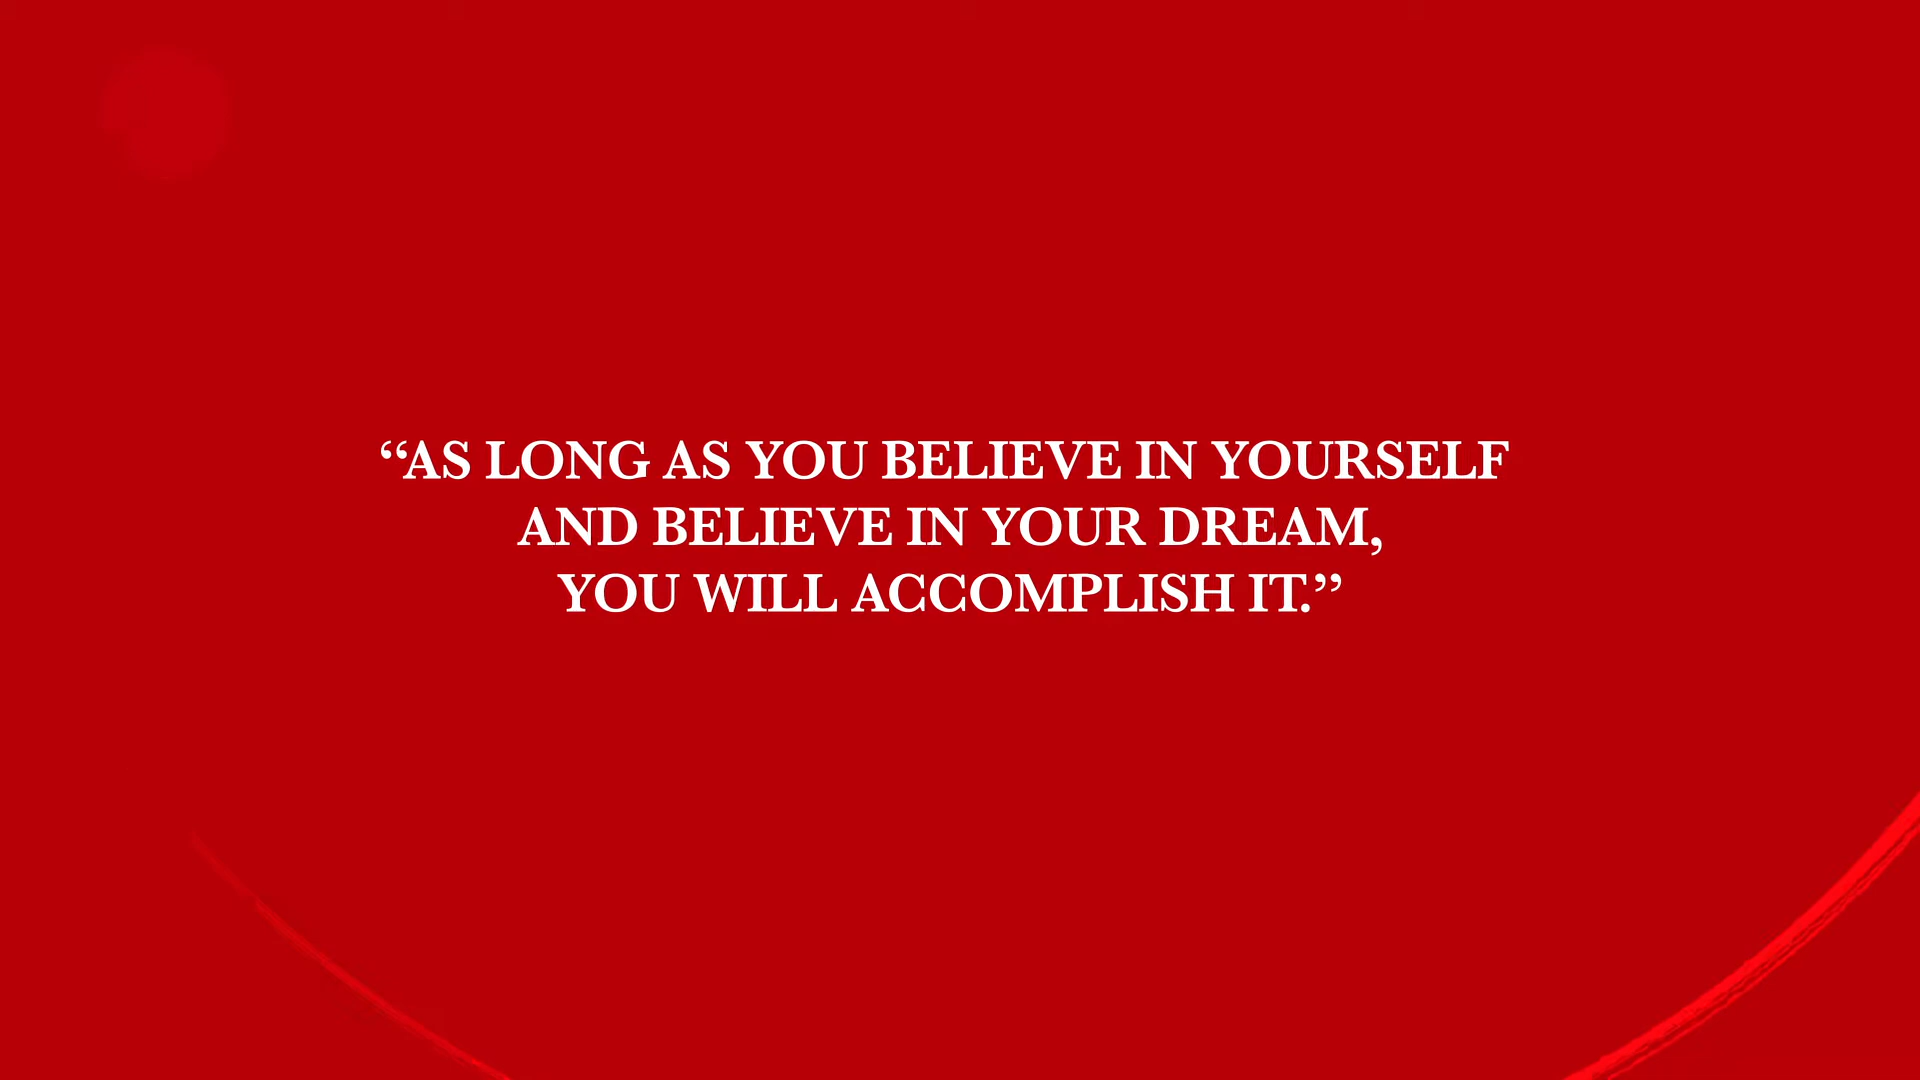 “AS LONG AS YOU BELIEVE IN YOURSELF
AND BELIEVE IN YOUR DREAM,
YOU WILL ACCOMPLISH IT.”